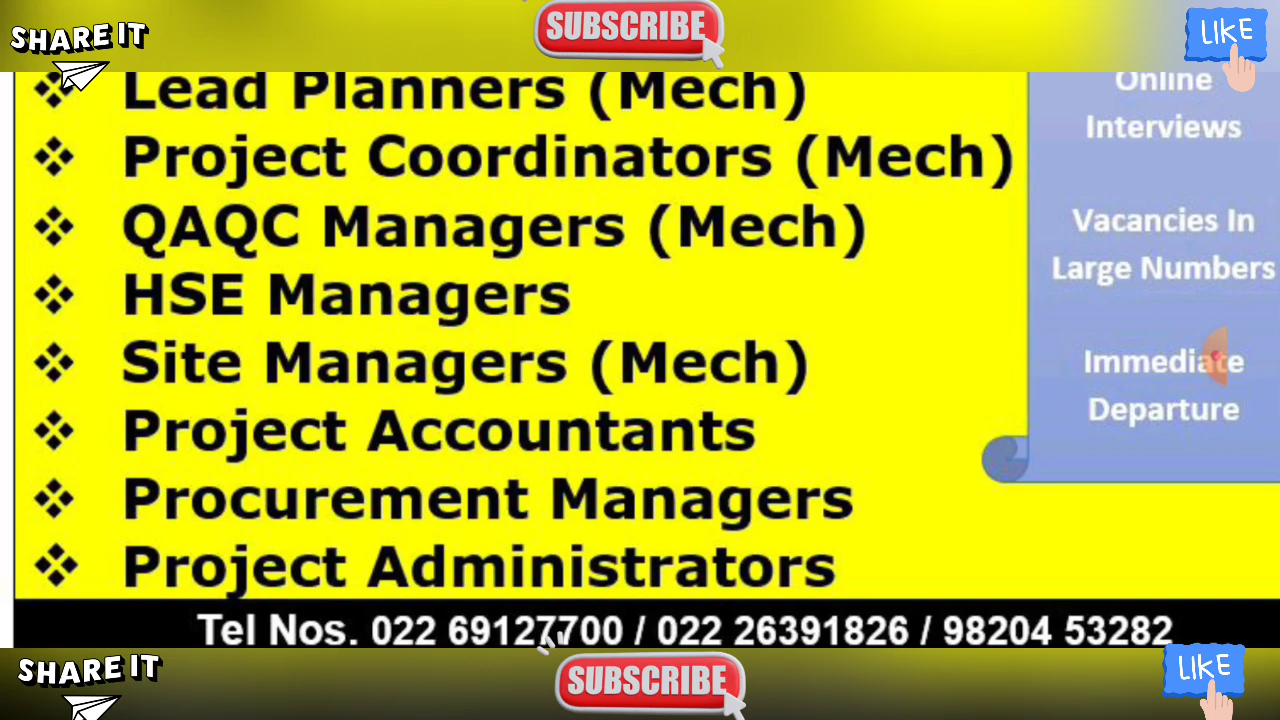 SHARE IT
SUBSCRIBE
LIKE
Lead Planners (Mech)
Project Coordinators (Mech)
QAQC Managers (Mech)
HSE Managers
Site Managers (Mech)
Project Accountants
Procurement Managers
Project Administrators
Online
Interviews
Vacancies In
Large Numbers
Immediate
Departure
Tel Nos. 022 69127700 / 022 26391826 / 98204 53282
SHARE IT
SUBSCRIBE
LIKE